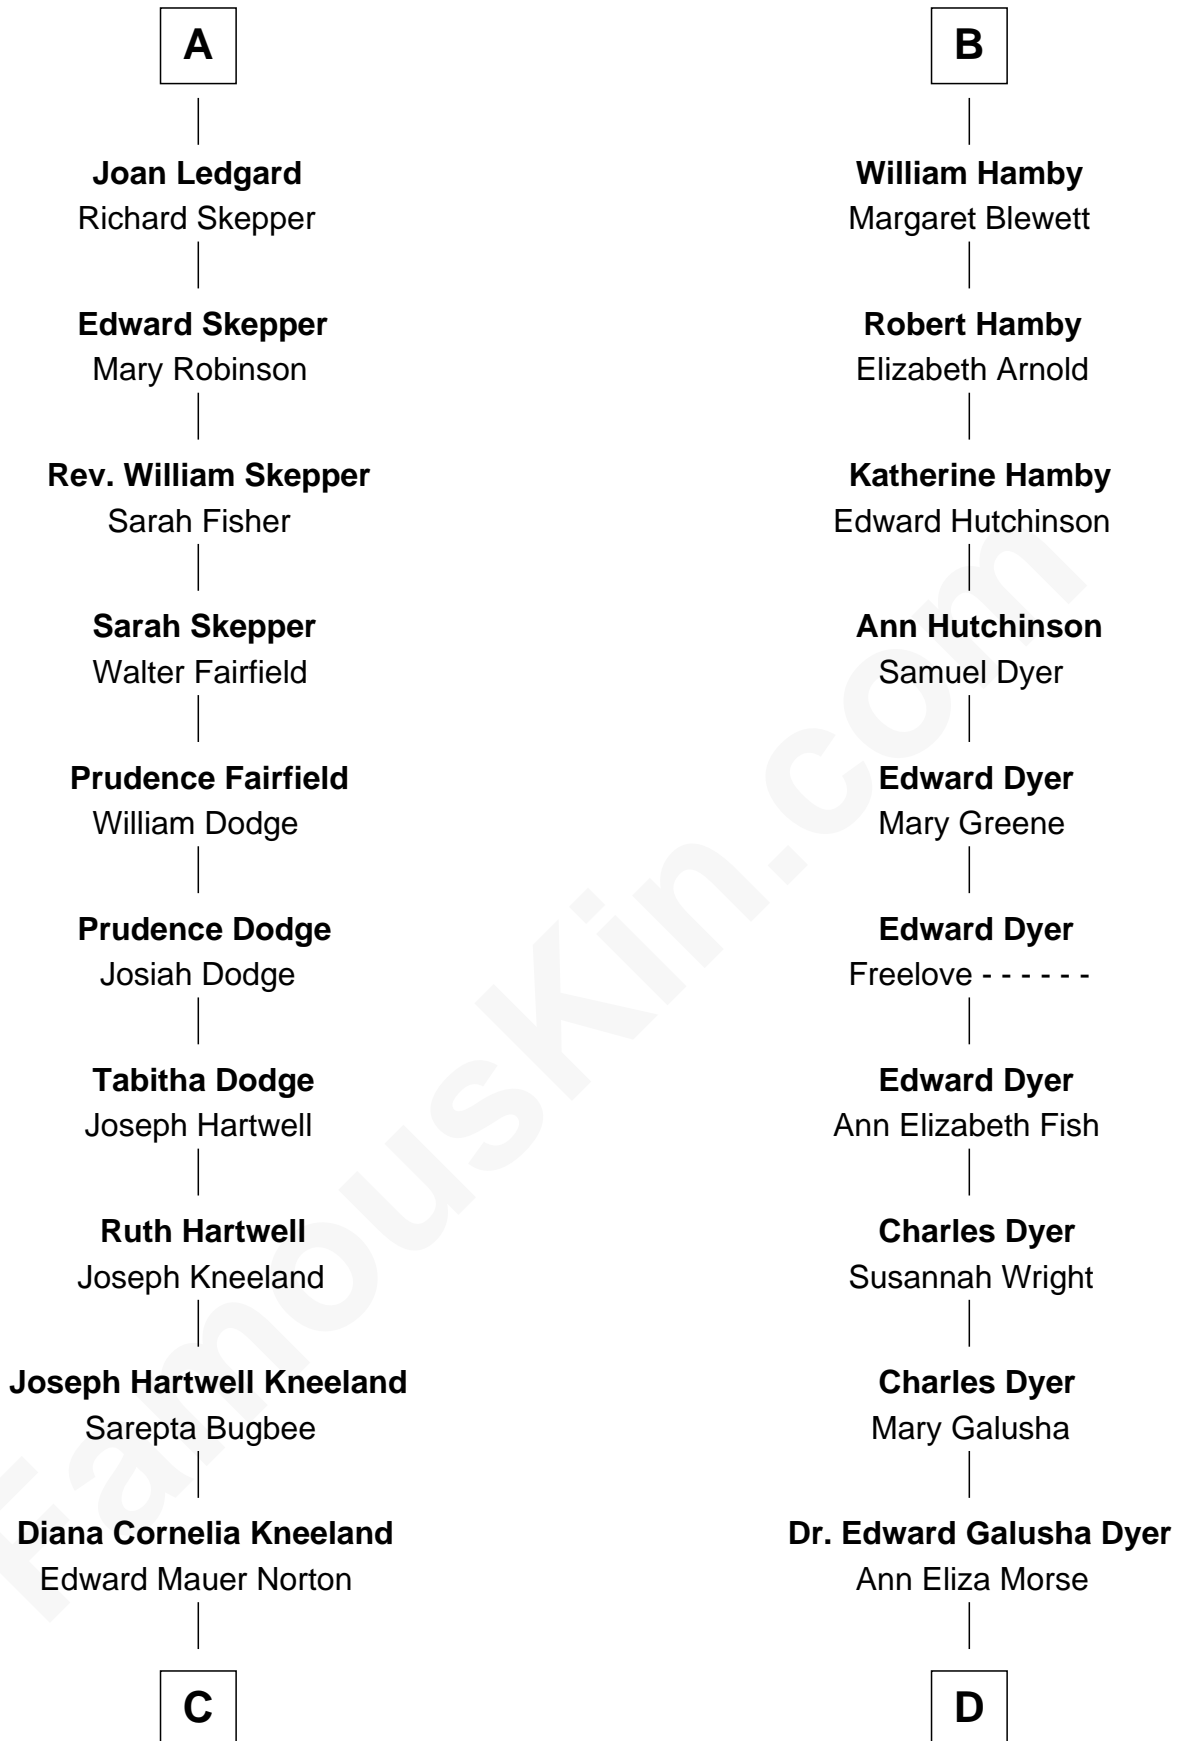 A
Joan Ledgard
Richard Skepper
Edward Skepper
Mary Robinson
Rev. William Skepper
Sarah Fisher
Sarah Skepper
Walter Fairfield
Prudence Fairfield
William Dodge
Prudence Dodge
Josiah Dodge
Tabitha Dodge
Joseph Hartwell
Ruth Hartwell
Joseph Kneeland
Joseph Hartwell Kneeland
Sarepta Bugbee
Diana Cornelia Kneeland
Edward Mauer Norton
C
B
William Hamby
Margaret Blewett
Robert Hamby
Elizabeth Arnold
Katherine Hamby
Edward Hutchinson
Ann Hutchinson
Samuel Dyer
Edward Dyer
Mary Greene
Edward Dyer
Freelove - - - - - -
Edward Dyer
Ann Elizabeth Fish
Charles Dyer
Susannah Wright
Charles Dyer
Mary Galusha
Dr. Edward Galusha Dyer
Ann Eliza Morse
D
FamousKin.com